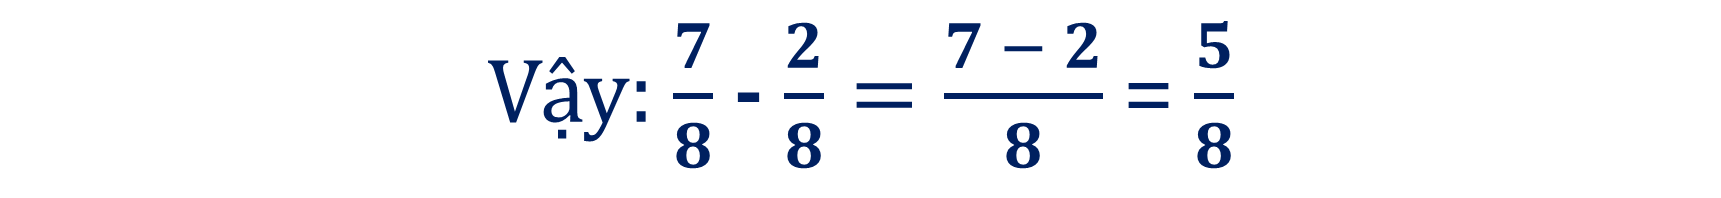 Vậy: 7/8 - 2/8 = (7 – 2)/8 = 5/8